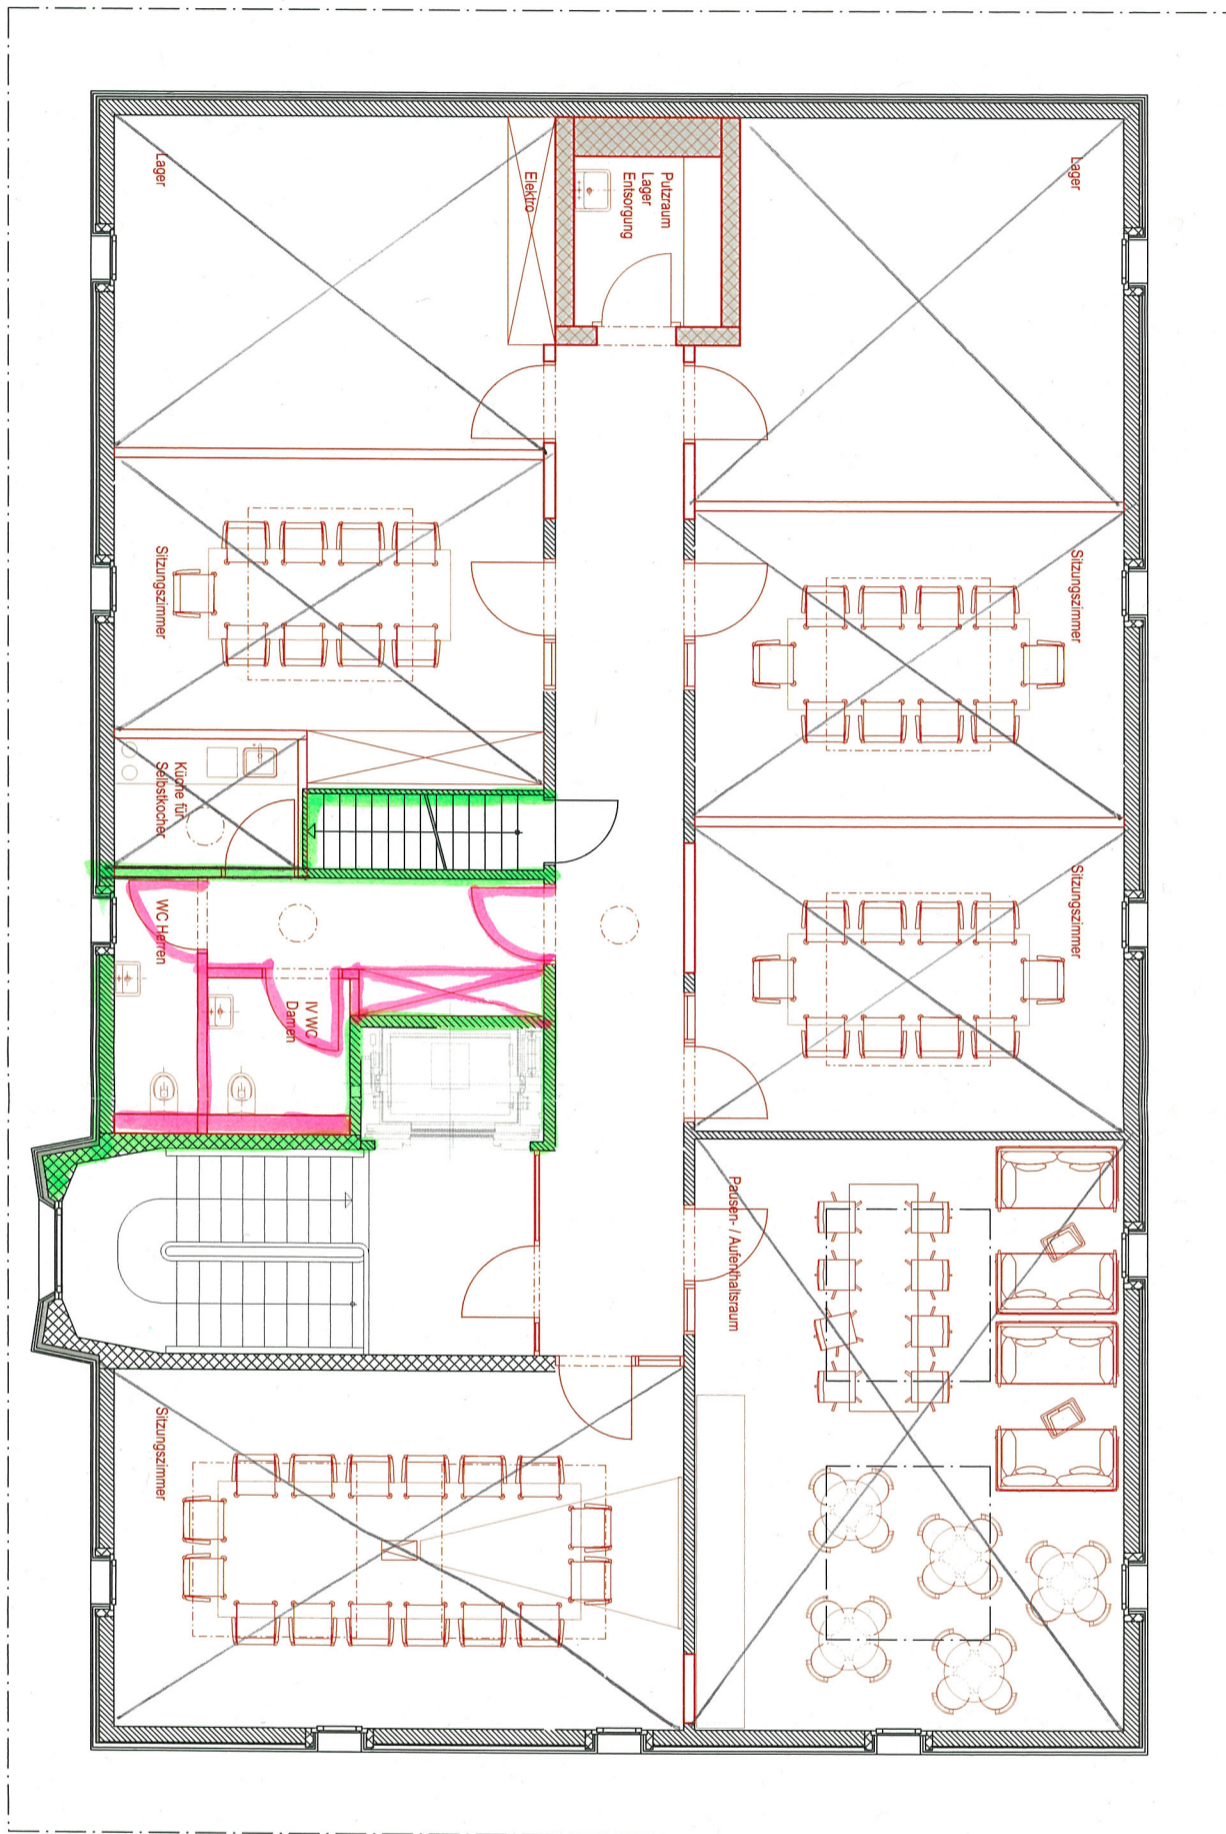 Lager
Elektro
Putzraum
Lager
Entsorgung
Lager
Sitzungszimmer
Sitzungszimmer
Küche für
Selbstkocher
Sitzungszimmer
WC Herren
IV WC
Damen
Pausen- / Aufenthaltsraum
Sitzungszimmer